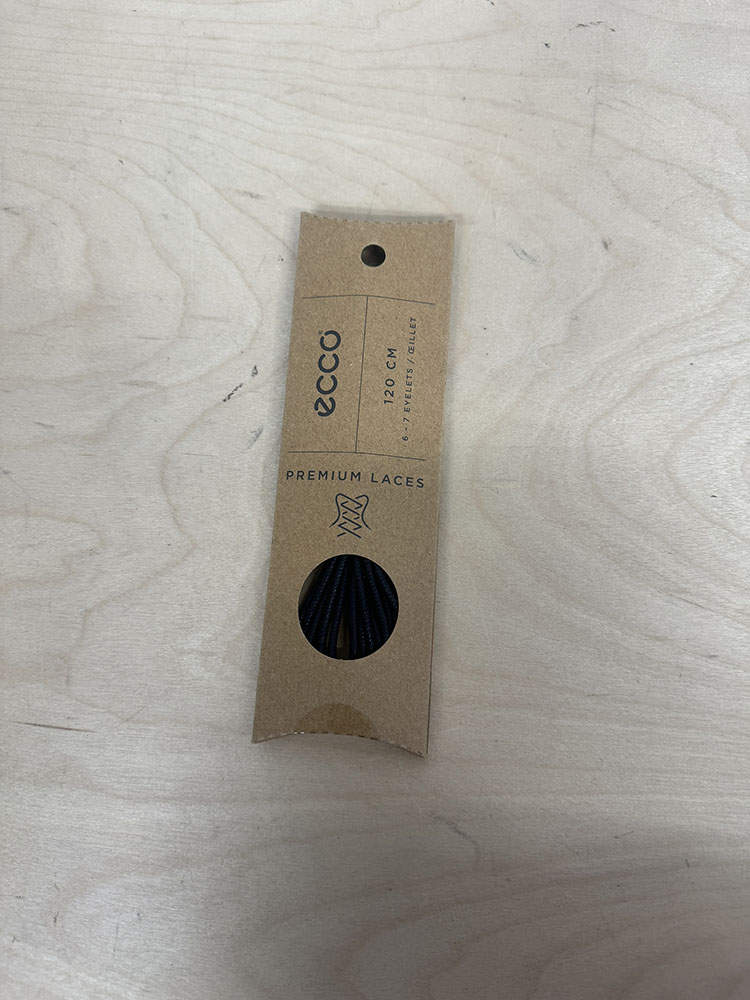 ecco®
120 CM
6 - 7 EYELETS / ŒILLET
PREMIUM LACES